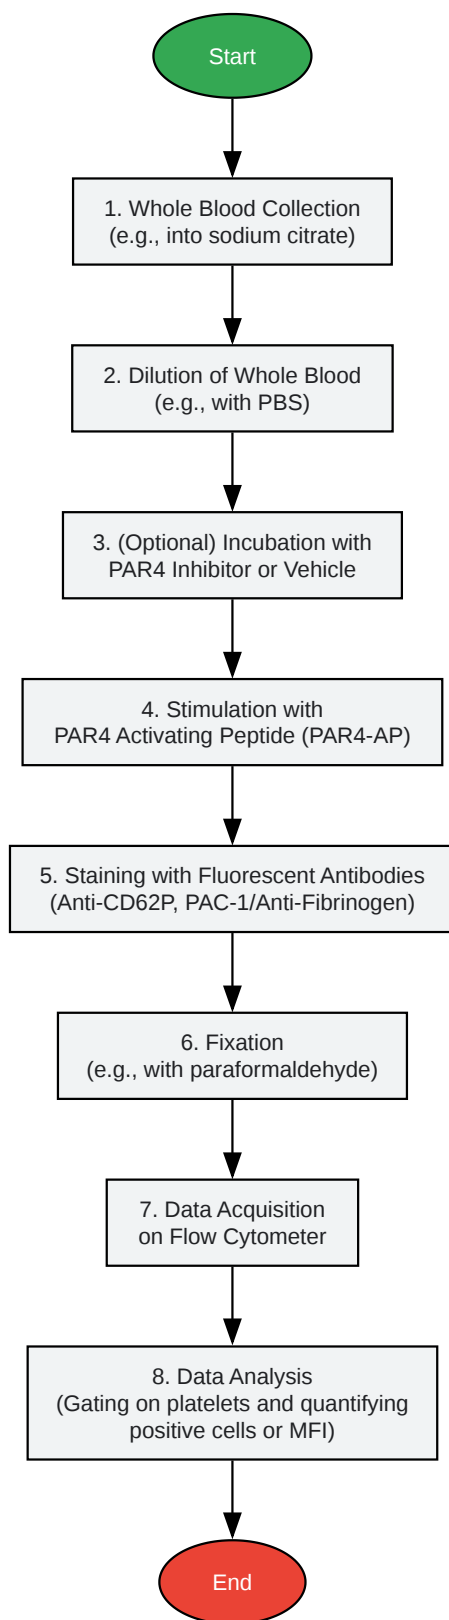 Start
1. Whole Blood Collection
(e.g., into sodium citrate)
2. Dilution of Whole Blood
(e.g., with PBS)
3. (Optional) Incubation with
PAR4 Inhibitor or Vehicle
4. Stimulation with
PAR4 Activating Peptide (PAR4-AP)
5. Staining with Fluorescent Antibodies
(Anti-CD62P, PAC-1/Anti-Fibrinogen)
6. Fixation
(e.g., with paraformaldehyde)
7. Data Acquisition
on Flow Cytometer
8. Data Analysis
(Gating on platelets and quantifying
positive cells or MFI)
End